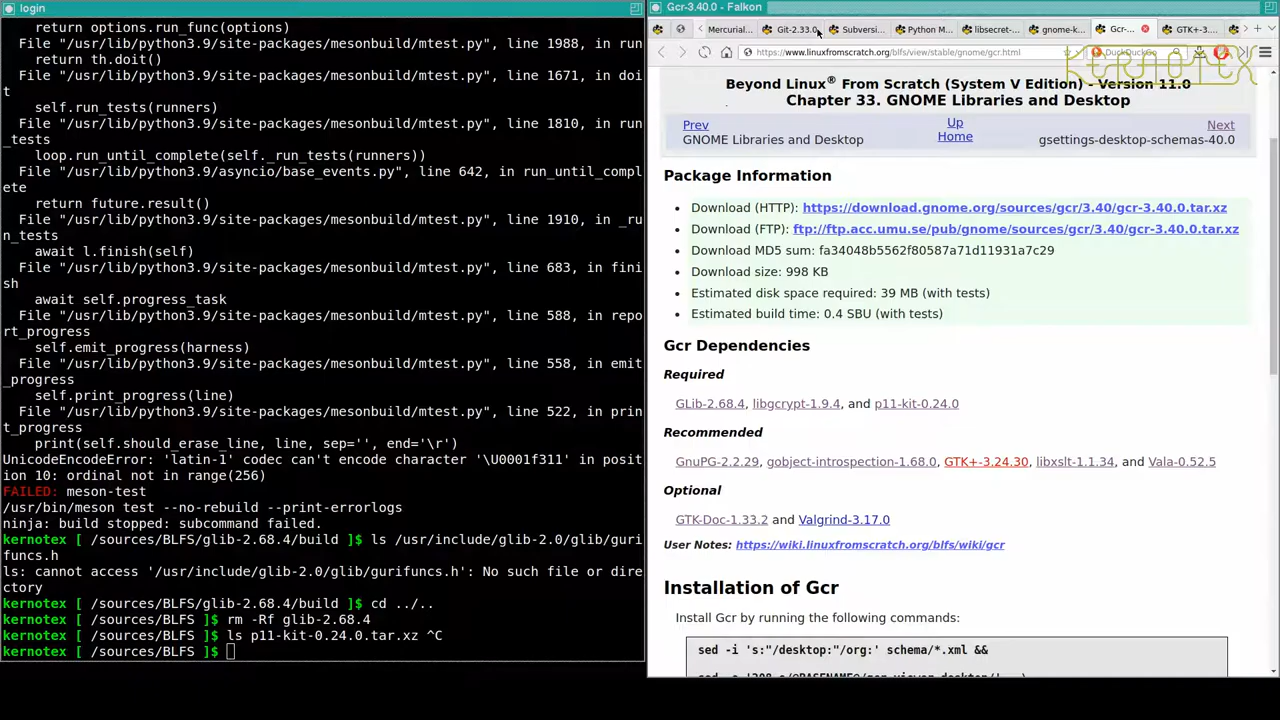 login
return options.run_func(options)
File "/usr/lib/python3.9/site-packages/mesonbuild/mtest.py", line 1988, in run
return th.doit()
File "/usr/lib/python3.9/site-packages/mesonbuild/mtest.py", line 1671, in doi
t
self.run_tests(runners)
File "/usr/lib/python3.9/site-packages/mesonbuild/mtest.py", line 1810, in run
_tests
loop.run_until_complete(self._run_tests(runners))
File "/usr/lib/python3.9/asyncio/base_events.py", line 642, in run_until_compl
ete
return future.result()
File "/usr/lib/python3.9/site-packages/mesonbuild/mtest.py", line 1910, in _ru
n_tests
await l.finish(self)
File "/usr/lib/python3.9/site-packages/mesonbuild/mtest.py", line 683, in fini
sh
await self.progress_task
File "/usr/lib/python3.9/site-packages/mesonbuild/mtest.py", line 588, in repo
rt_progress
self.emit_progress(harness)
File "/usr/lib/python3.9/site-packages/mesonbuild/mtest.py", line 558, in emit
_progress
self.print_progress(line)
File "/usr/lib/python3.9/site-packages/mesonbuild/mtest.py", line 522, in prin
t_progress
print(self.should_erase_line, line, sep='', end='\r')
UnicodeEncodeError: 'latin-1' codec can't encode character '\U0001f311' in posit
ion 10: ordinal not in range(256)
FAILED: meson-test
/usr/bin/meson test --no-rebuild --print-errorlogs
ninja: build stopped: subcommand failed.
kernotex [ /sources/BLFS/glib-2.68.4/build ]$ ls /usr/include/glib-2.0/glib/guri
funcs.h
ls: cannot access '/usr/include/glib-2.0/glib/gurifuncs.h': No such file or dire
ctory
kernotex [ /sources/BLFS/glib-2.68.4/build ]$ cd ../..
kernotex [ /sources/BLFS ]$ rm -Rf glib-2.68.4
kernotex [ /sources/BLFS ]$ ls p11-kit-0.24.0.tar.xz ^C
kernotex [ /sources/BLFS ]$
Gcr-3.40.0 - Falkon
Mercurial... Git-2.33.0 Subversi... Python M... libsecret-... gnome-k... Gcr-... GTK+-3....
https://www.linuxfromscratch.org/blfs/view/stable/gnome/gcr.html DuckDuckGo
KERNOTEX
Beyond Linux® From Scratch (System V Edition) - Version 11.0
Chapter 33. GNOME Libraries and Desktop
Prev Up Next
GNOME Libraries and Desktop Home gsettings-desktop-schemas-40.0
Package Information
• Download (HTTP): https://download.gnome.org/sources/gcr/3.40/gcr-3.40.0.tar.xz
• Download (FTP): ftp://ftp.acc.umu.se/pub/gnome/sources/gcr/3.40/gcr-3.40.0.tar.xz
• Download MD5 sum: fa34048b5562f80587a71d11931a7c29
• Download size: 998 KB
• Estimated disk space required: 39 MB (with tests)
• Estimated build time: 0.4 SBU (with tests)
Gcr Dependencies
Required
GLib-2.68.4, libgcrypt-1.9.4, and p11-kit-0.24.0
Recommended
GnuPG-2.2.29, gobject-introspection-1.68.0, GTK+-3.24.30, libxslt-1.1.34, and Vala-0.52.5
Optional
GTK-Doc-1.33.2 and Valgrind-3.17.0
User Notes: https://wiki.linuxfromscratch.org/blfs/wiki/gcr
Installation of Gcr
Install Gcr by running the following commands:
sed -i 's:"/desktop:"/org:' schema/*.xml &&